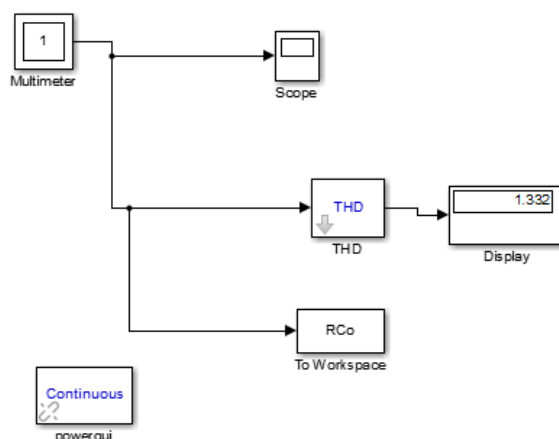 1
Multimeter
Scope
THD
THD
1.332
Display
RCo
To Workspace
Continuous
powergui